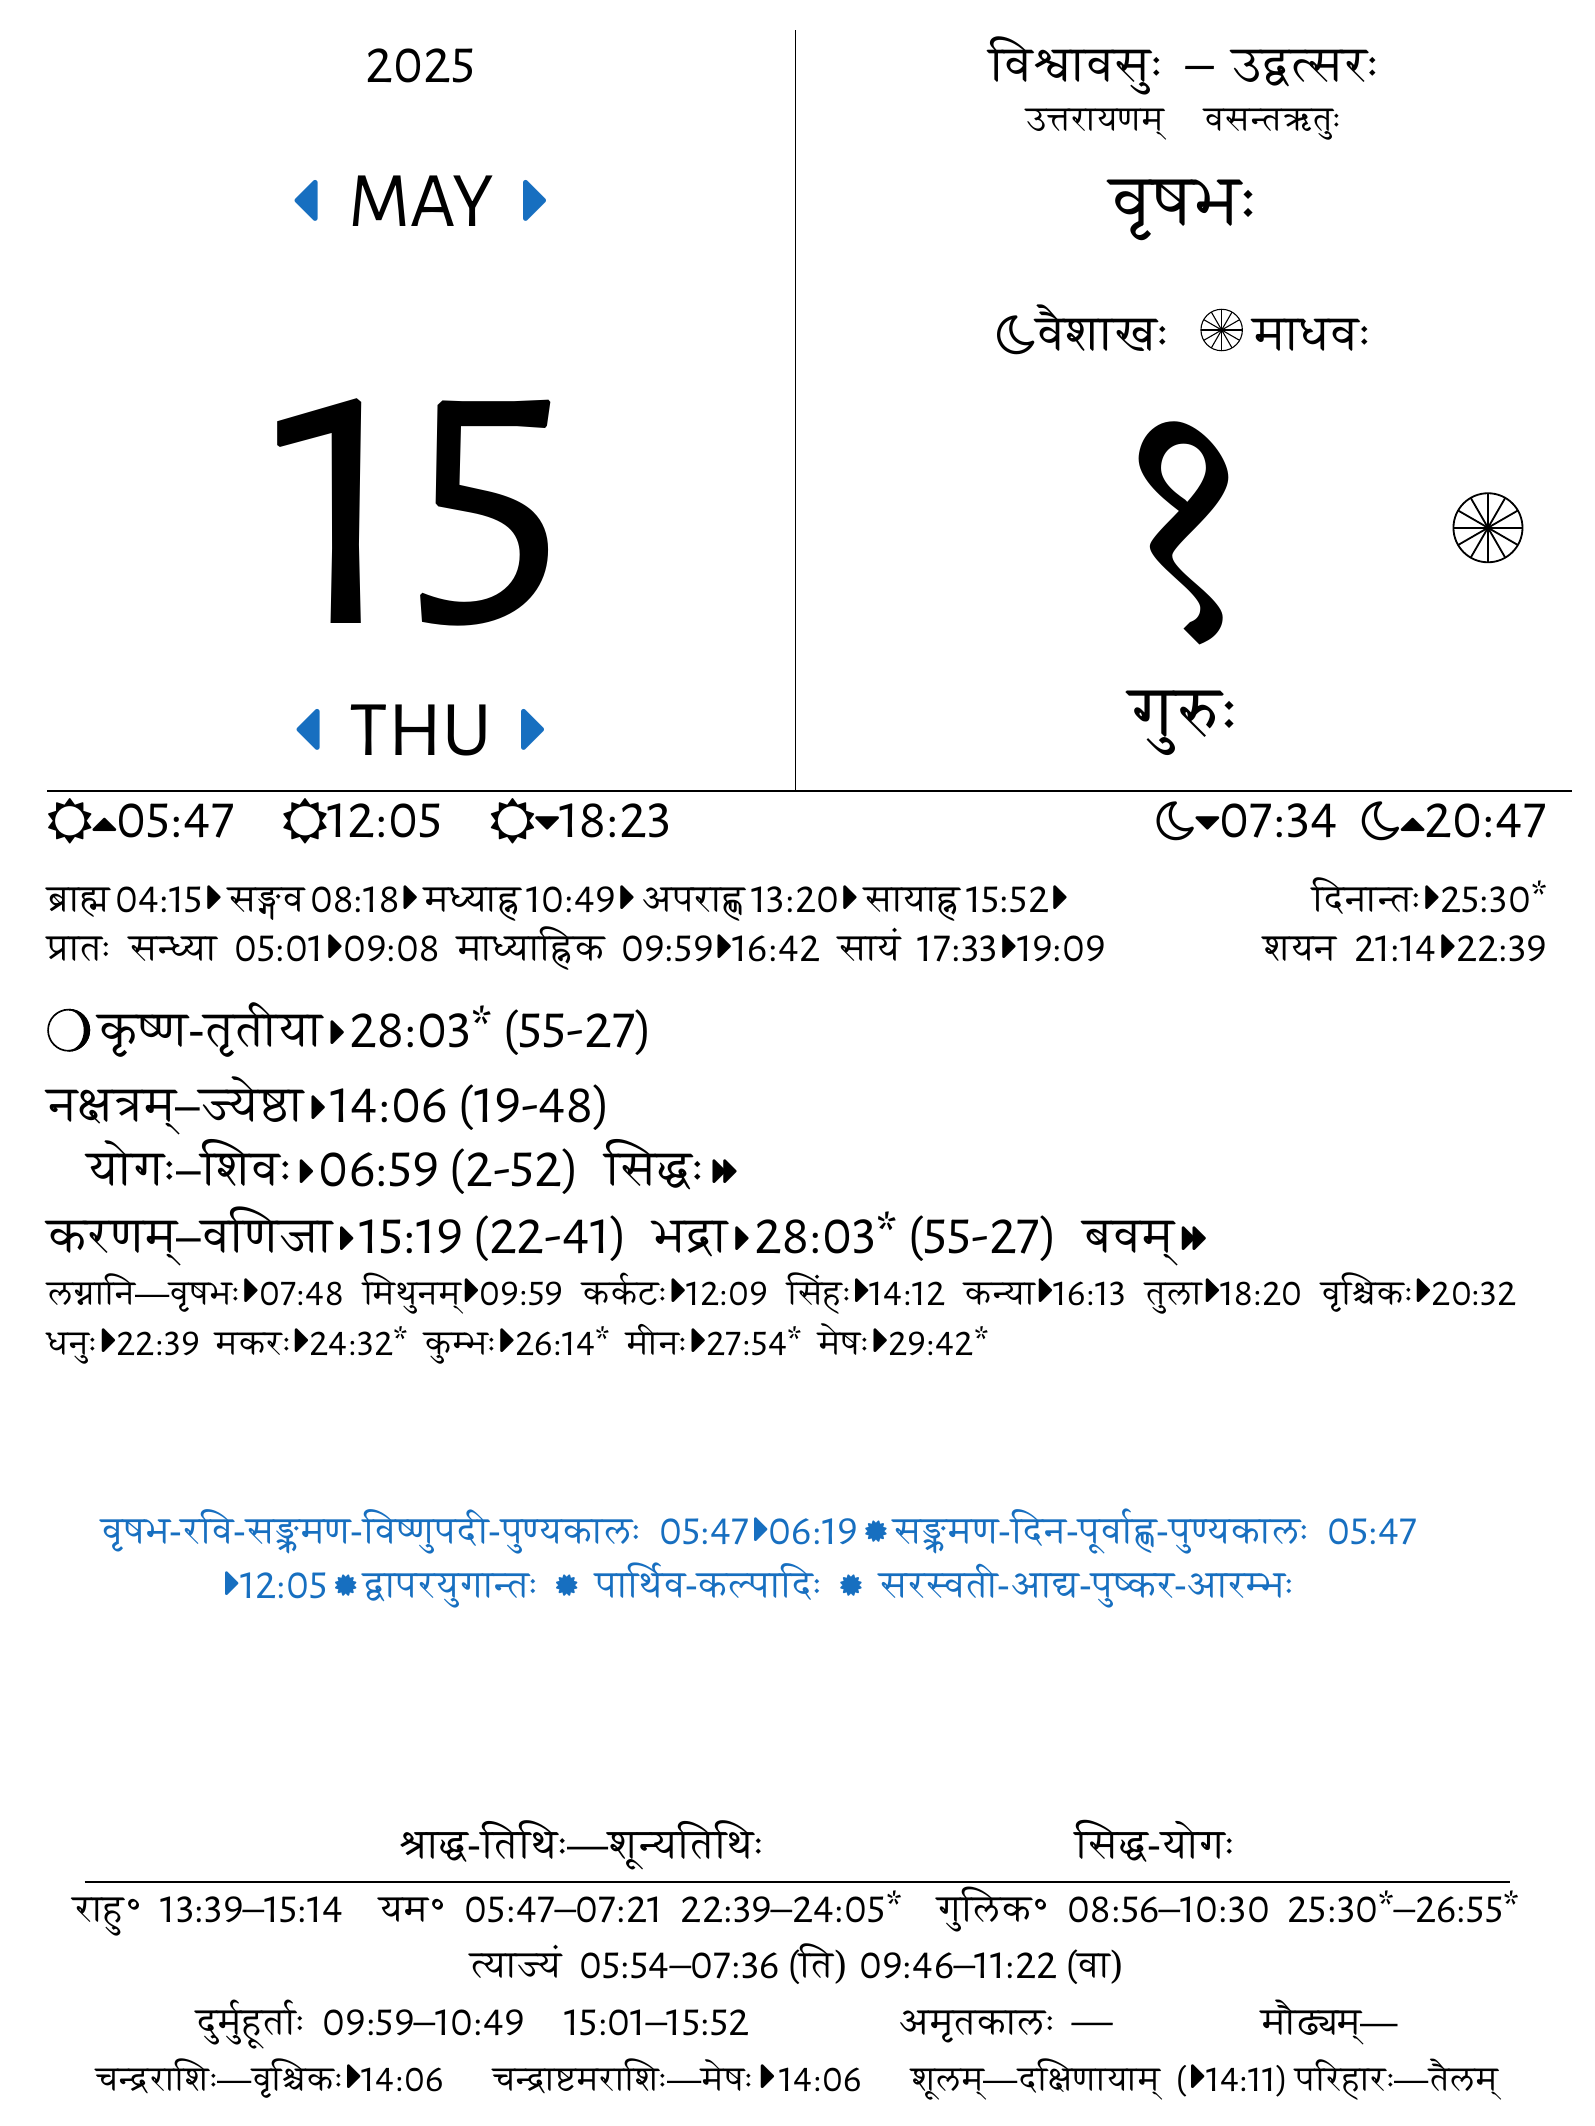 2025
MAY
15
THU
विश्वावसुः – उद्वत्सरः
उत्तरायणम् वसन्तऋतुः
वृषभः
वैशाखः माधवः
१
गुरुः
05:47 12:05 18:23 07:34 20:47
ब्राह्म 04:15 सङ्गव 08:18 मध्याह्न 10:49 अपराह्ण 13:20 सायाह्न 15:52 दिनान्तः 25:30*
प्रातः सन्ध्या 05:01 09:08 माध्याह्निक 09:59 16:42 सायं 17:33 19:09 शयन 21:14 22:39
कृष्ण-तृतीया 28:03* (55-27)
नक्षत्रम्–ज्येष्ठा 14:06 (19-48)
योगः–शिवः 06:59 (2-52) सिद्धः
करणम्–वणिजा 15:19 (22-41) भद्रा 28:03* (55-27) बवम्
लग्नानि—वृषभः 07:48 मिथुनम् 09:59 कर्कटः 12:09 सिंहः 14:12 कन्या 16:13 तुला 18:20 वृश्चिकः 20:32
धनुः 22:39 मकरः 24:32* कुम्भः 26:14* मीनः 27:54* मेषः 29:42*
वृषभ-रवि-सङ्क्रमण-विष्णुपदी-पुण्यकालः 05:47 06:19 सङ्क्रमण-दिन-पूर्वाह्ण-पुण्यकालः 05:47
12:05 द्वापरयुगान्तः पार्थिव-कल्पादिः सरस्वती-आद्य-पुष्कर-आरम्भः
श्राद्ध-तिथिः—शून्यतिथिः सिद्ध-योगः
राहु॰ 13:39–15:14 यम॰ 05:47–07:21 22:39–24:05* गुलिक॰ 08:56–10:30 25:30*–26:55*
त्याज्यं 05:54–07:36 (ति) 09:46–11:22 (वा)
दुर्मुहूर्ताः 09:59–10:49 15:01–15:52 अमृतकालः — मौढ्यम्—
चन्द्रराशिः—वृश्चिकः 14:06 चन्द्राष्टमराशिः—मेषः 14:06 शूलम्—दक्षिणायाम् ( 14:11) परिहारः—तैलम्